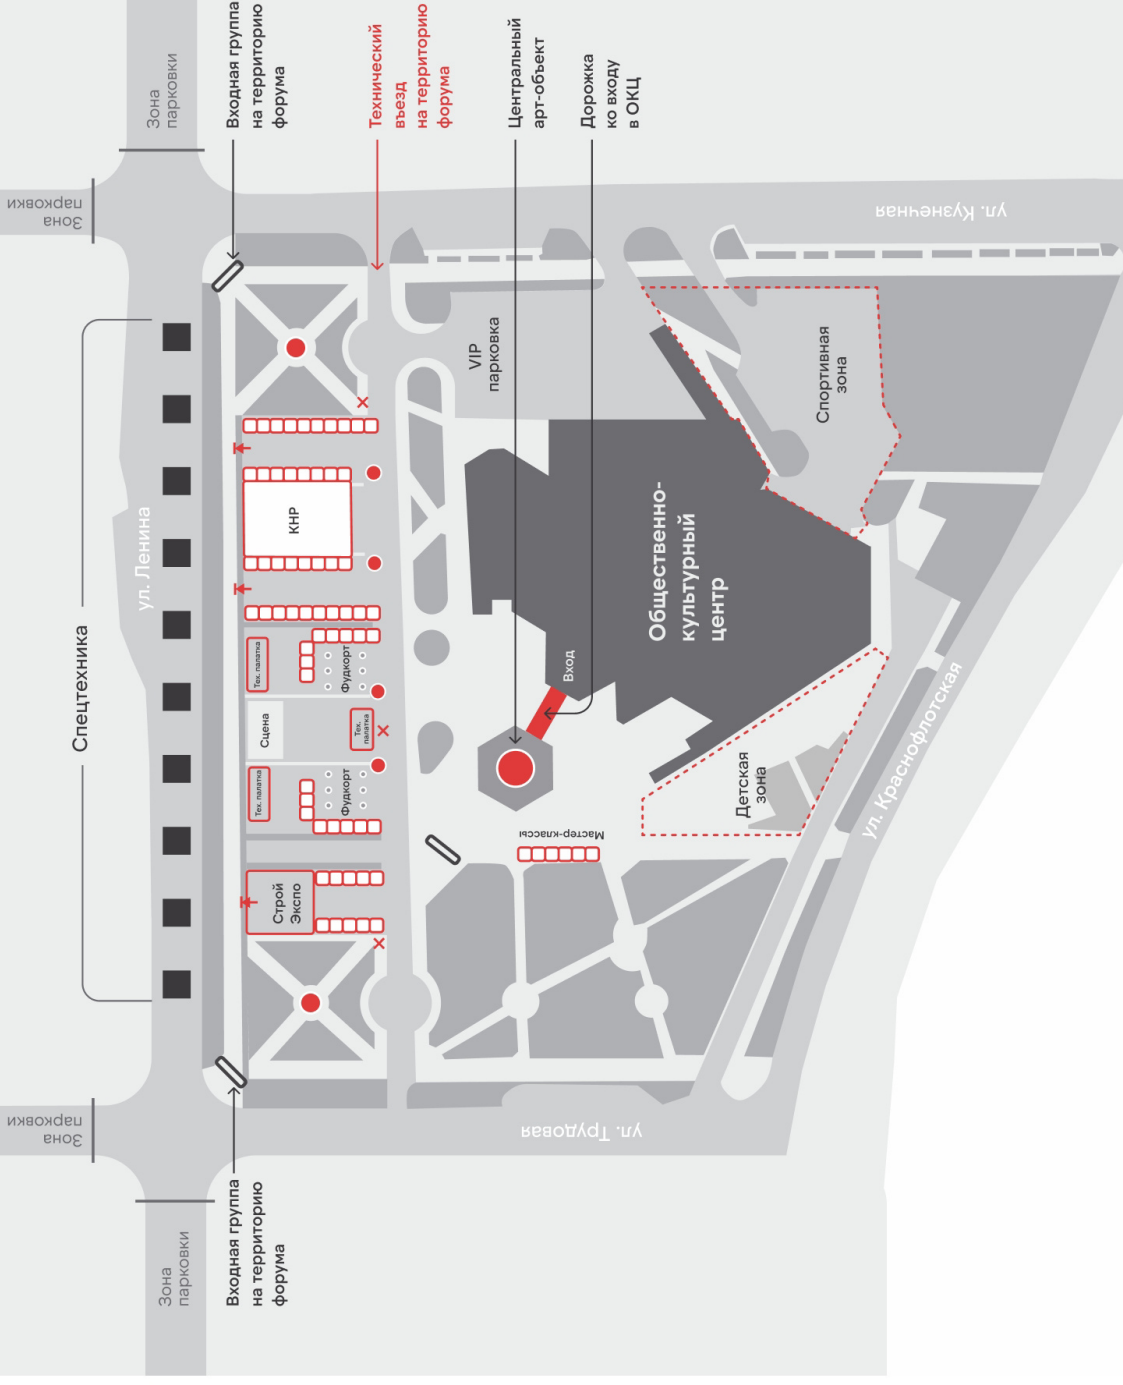 Спецтехника
ул. Ленина
Зона
парковки
Зона
парковки
Зона
парковки
Зона
парковки
Входная группа
на территорию
форума
Входная группа
на территорию
форума
Технический
въезд
на территорию
форума
Центральный
арт-объект
Дорожка
ко входу
в ОКЦ
Строй
Экспо
Тех. палатка
Фудкорт
Сцена
Тех.
палатка
Тех. палатка
Фудкорт
КНР
VIP
парковка
Мастер-классы
Вход
Общественно-
культурный
центр
Детская
зона
Спортивная
зона
ул. Трудовая
ул. Краснофлотская
ул. Кузнечная